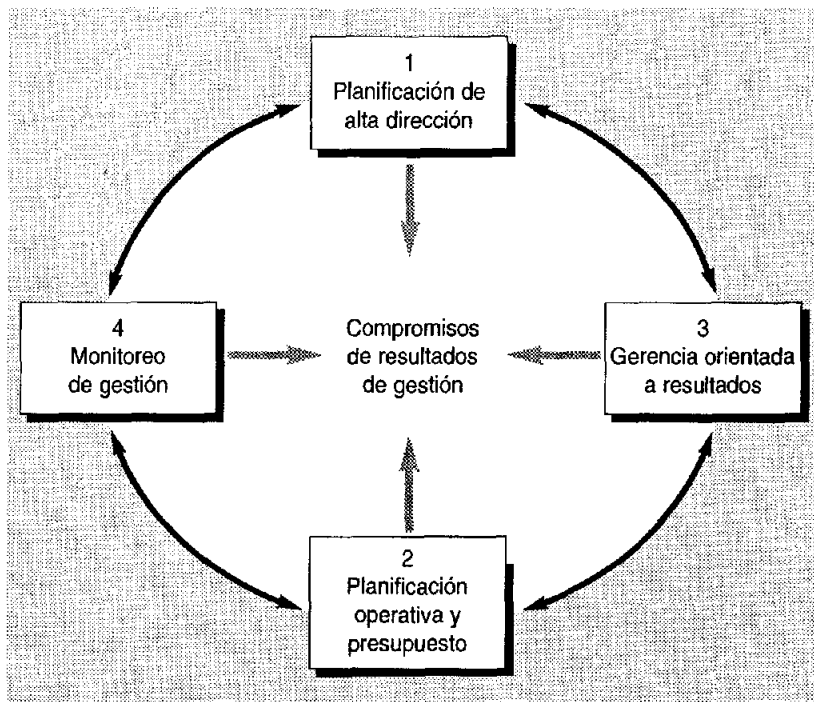 1
Planificación de
alta dirección
4
Monitoreo
de gestión
Compromisos
de resultados
de gestión
3
Gerencia orientada
a resultados
2
Planificación
operativa y
presupuesto